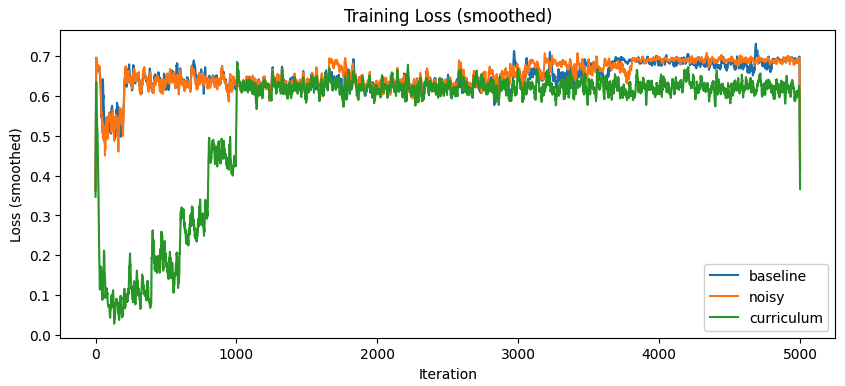 Training Loss (smoothed)
Loss (smoothed)
0.7
0.6
0.5
0.4
0.3
0.2
0.1
0.0
0
1000
2000
3000
4000
5000
Iteration
baseline
noisy
curriculum